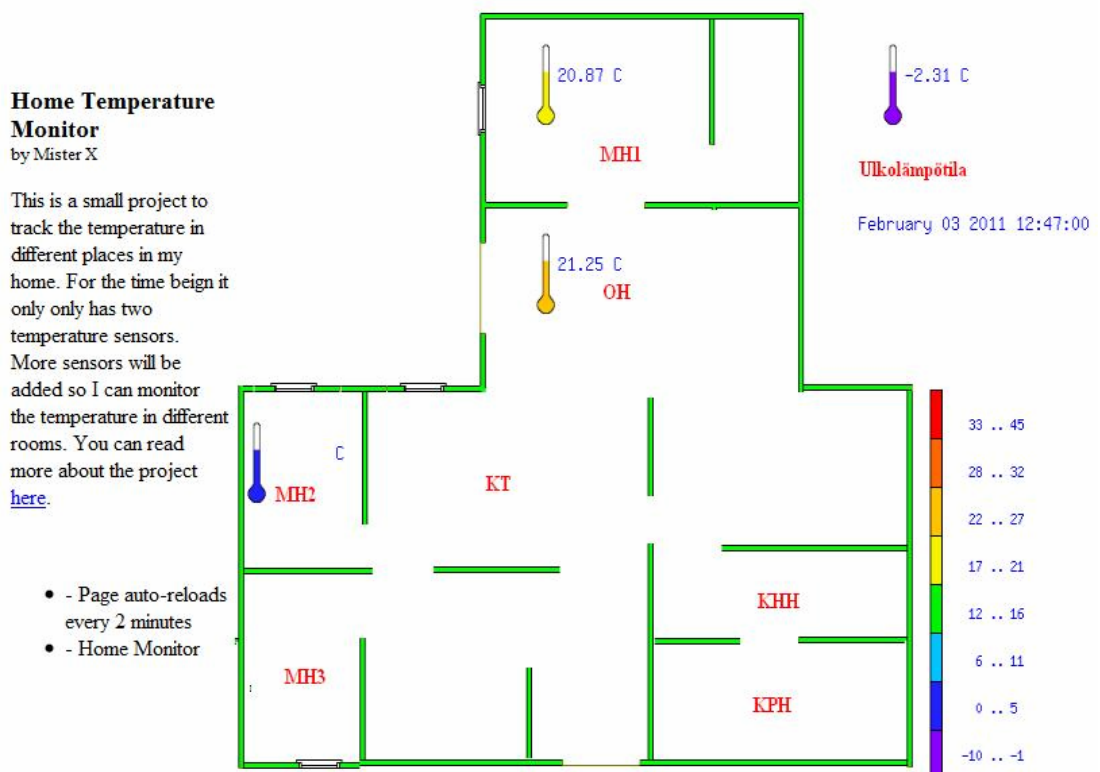 Home Temperature
Monitor
by Mister X
This is a small project to
track the temperature in
different places in my
home. For the time beign it
only only has two
temperature sensors.
More sensors will be
added so I can monitor
the temperature in different
rooms. You can read
more about the project
here.
- Page auto-reloads
every 2 minutes
- Home Monitor
20.87 C
MH1
-2.31 C
Ulkolämpötila
February 03 2011 12:47:00
21.25 C
OH
C
MH2
KT
KHH
MH3
KPH
33 .. 45
28 .. 32
22 .. 27
17 .. 21
12 .. 16
6 .. 11
0 .. 5
-10 .. -1